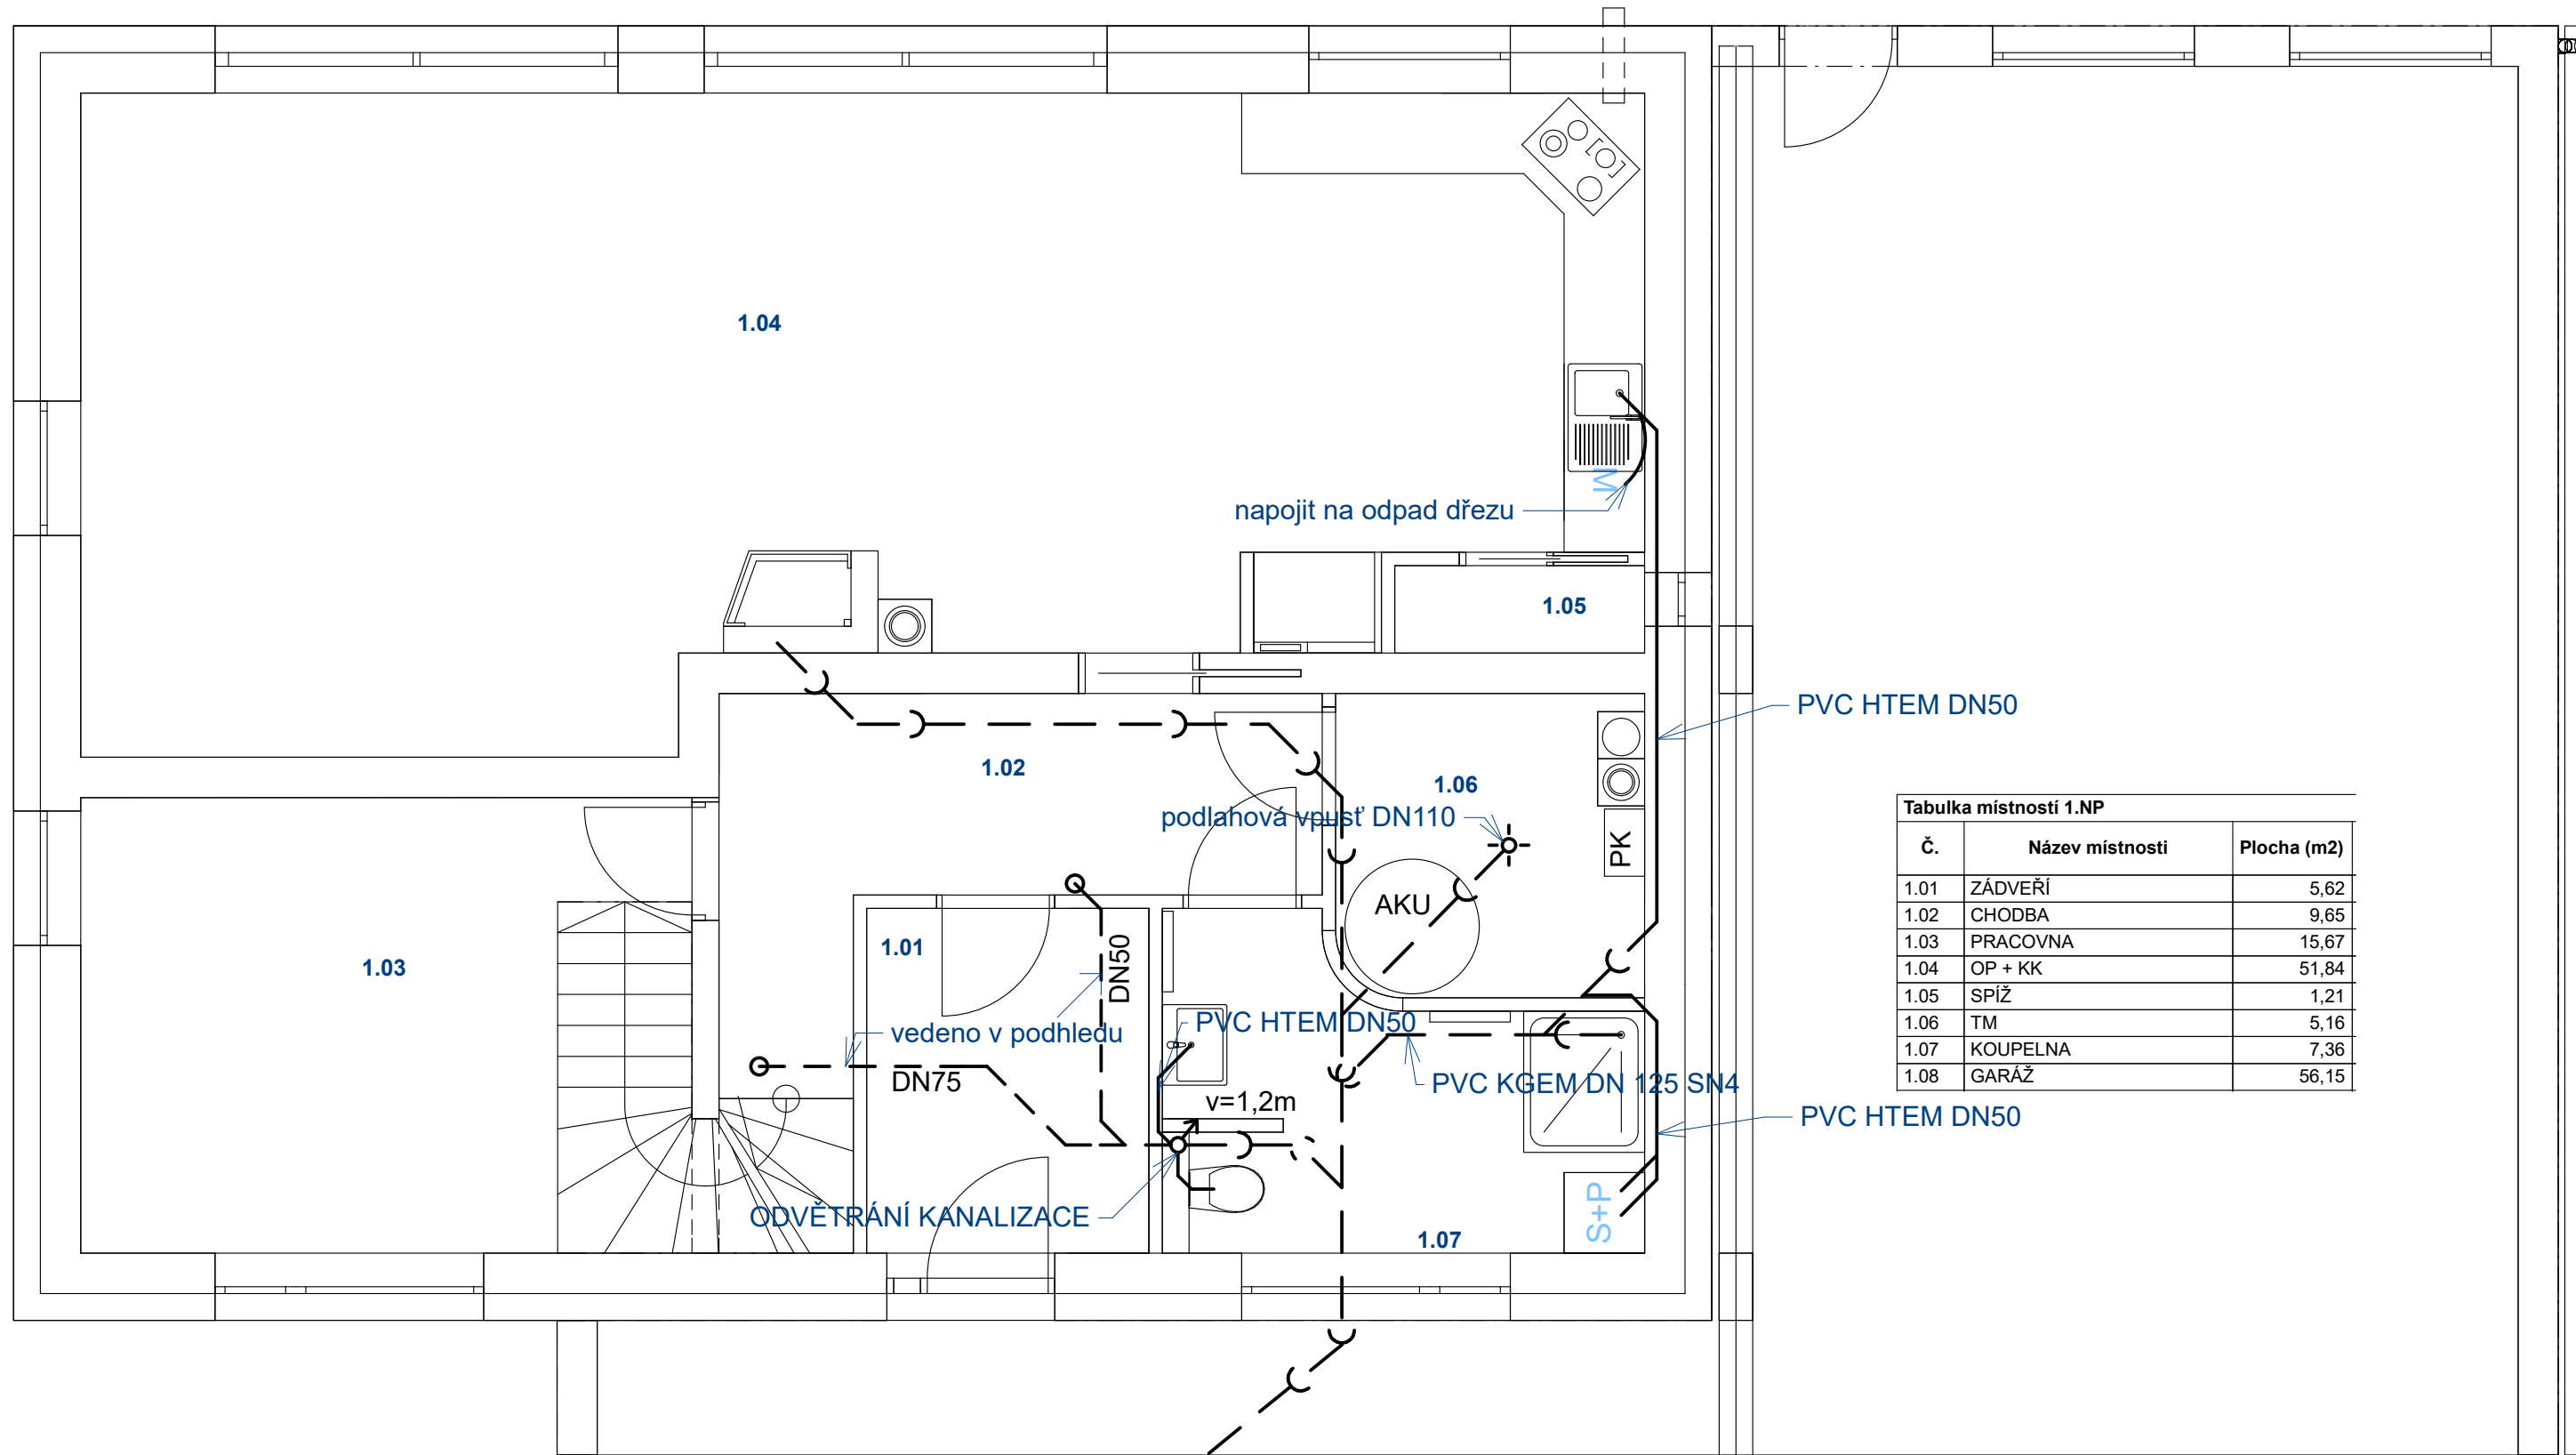 1.04
M
napojit na odpad dřezu
1.05
PVC HTEM DN50
1.02
1.06
podlahová vpusť DN110
PK
AKU
1.01
1.03
DN50
vedeno v podhledu
PVC HTEM DN50
DN75
PVC KGEM DN 125 SN4
v=1,2m
PVC HTEM DN50
ODVĚTRÁNÍ KANALIZACE
S+P
1.07
Tabulka místností 1.NP
Č. Název místnosti Plocha (m2)
1.01 ZÁDVEŘÍ 5,62
1.02 CHODBA 9,65
1.03 PRACOVNA 15,67
1.04 OP + KK 51,84
1.05 SPÍŽ 1,21
1.06 TM 5,16
1.07 KOUPELNA 7,36
1.08 GARÁŽ 56,15